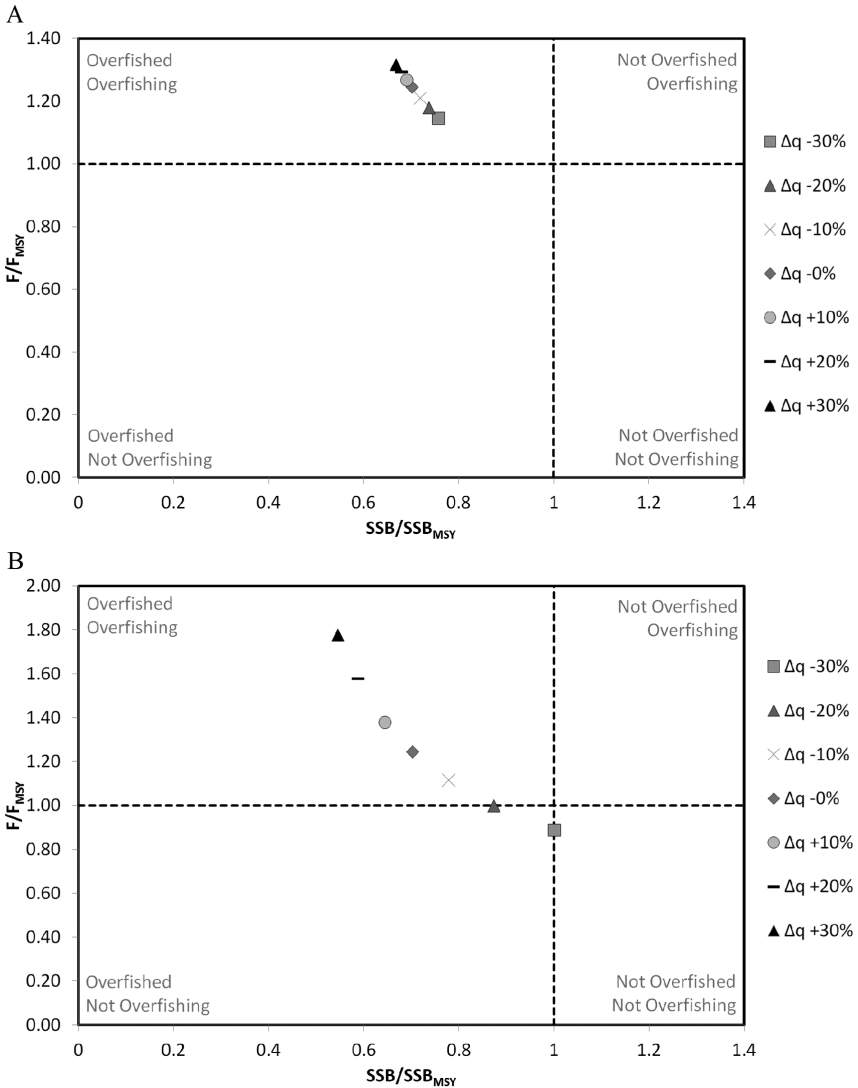 A
1.40
1.20
1.00
0.80
0.60
0.40
0.20
0.00
F/FMSY
Overfished
Overfishing
Not Overfished
Overfishing
Overfished
Not Overfishing
Not Overfished
Not Overfishing
0 0.2 0.4 0.6 0.8 1 1.2 1.4
SSB/SSBMSY
Δq -30%
Δq -20%
Δq -10%
Δq -0%
Δq +10%
Δq +20%
Δq +30%
B
2.00
1.80
1.60
1.40
1.20
1.00
0.80
0.60
0.40
0.20
0.00
F/FMSY
Overfished
Overfishing
Not Overfished
Overfishing
Overfished
Not Overfishing
Not Overfished
Not Overfishing
0 0.2 0.4 0.6 0.8 1 1.2 1.4
SSB/SSBMSY
Δq -30%
Δq -20%
Δq -10%
Δq -0%
Δq +10%
Δq +20%
Δq +30%